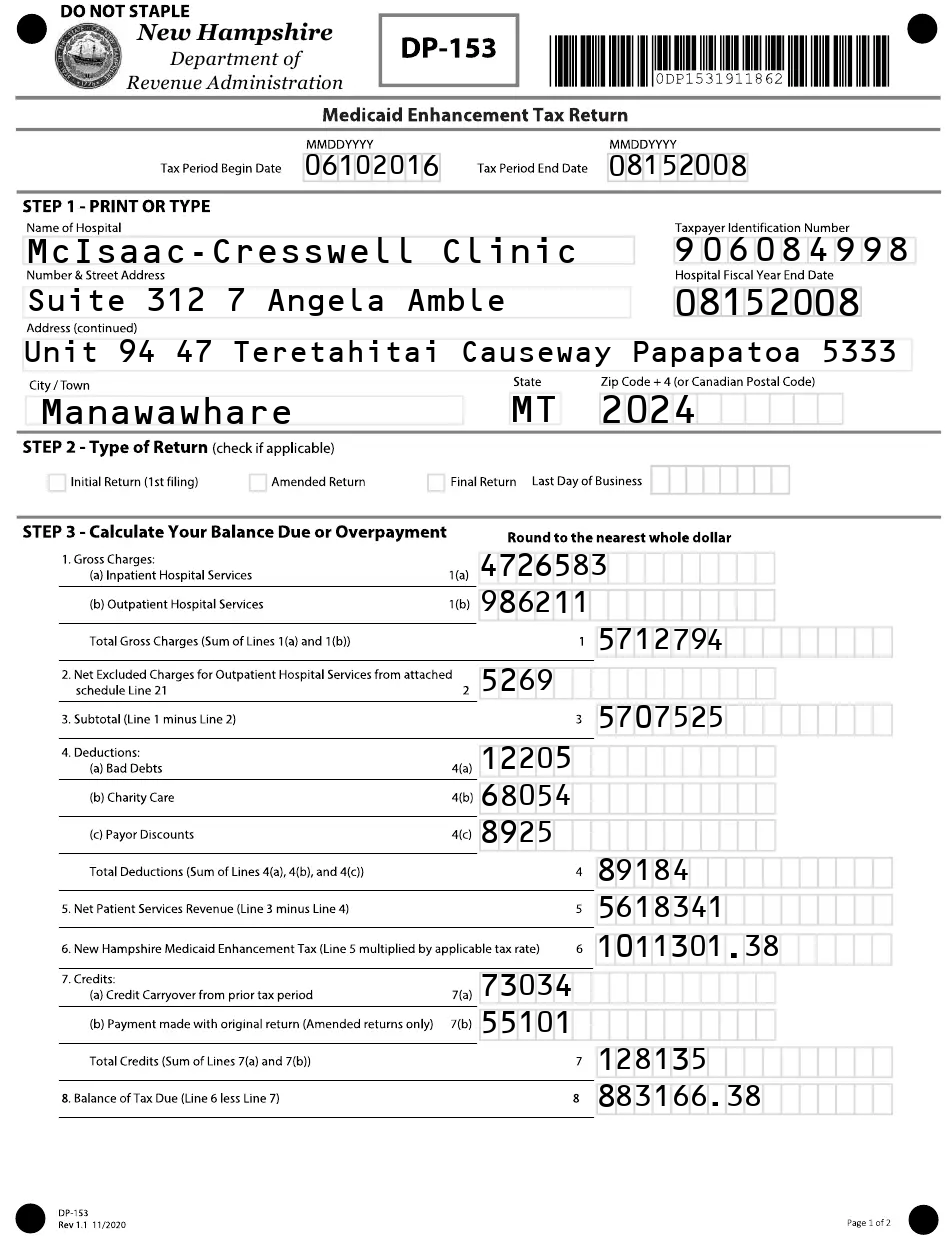 DO NOT STAPLE
New Hampshire
Department of
Revenue Administration
DP-153
0DP1531911862
Medicaid Enhancement Tax Return
MMDDYYYY MMDDYYYY
Tax Period Begin Date 06102016 Tax Period End Date 08152008
STEP 1 - PRINT OR TYPE
Name of Hospital Taxpayer Identification Number
McIsaac-Cresswell Clinic 906084998
Number & Street Address Hospital Fiscal Year End Date
Suite 312 7 Angela Amble 08152008
Address (continued)
Unit 94 47 Teretahitai Causeway Papapatoa 5333
City / Town State Zip Code + 4 (or Canadian Postal Code)
Manawawhare MT 2024
STEP 2 - Type of Return (check if applicable)
Initial Return (1st filing) Amended Return Final Return Last Day of Business
STEP 3 - Calculate Your Balance Due or Overpayment Round to the nearest whole dollar
1. Gross Charges:
(a) Inpatient Hospital Services 1(a) 4726583
(b) Outpatient Hospital Services 1(b) 986211
Total Gross Charges (Sum of Lines 1(a) and 1(b)) 1 5712794
2. Net Excluded Charges for Outpatient Hospital Services from attached
schedule Line 21 2 5269
3. Subtotal (Line 1 minus Line 2) 3 5707525
4. Deductions:
(a) Bad Debts 4(a) 12205
(b) Charity Care 4(b) 68054
(c) Payor Discounts 4(c) 8925
Total Deductions (Sum of Lines 4(a), 4(b), and 4(c)) 4 89184
5. Net Patient Services Revenue (Line 3 minus Line 4) 5 5618341
6. New Hampshire Medicaid Enhancement Tax (Line 5 multiplied by applicable tax rate) 6 1011301.38
7. Credits:
(a) Credit Carryover from prior tax period 7(a) 73034
(b) Payment made with original return (Amended returns only) 7(b) 55101
Total Credits (Sum of Lines 7(a) and 7(b)) 7 128135
8. Balance of Tax Due (Line 6 less Line 7) 8 883166.38
DP-153
Rev 1.1 11/2020
Page 1 of 2